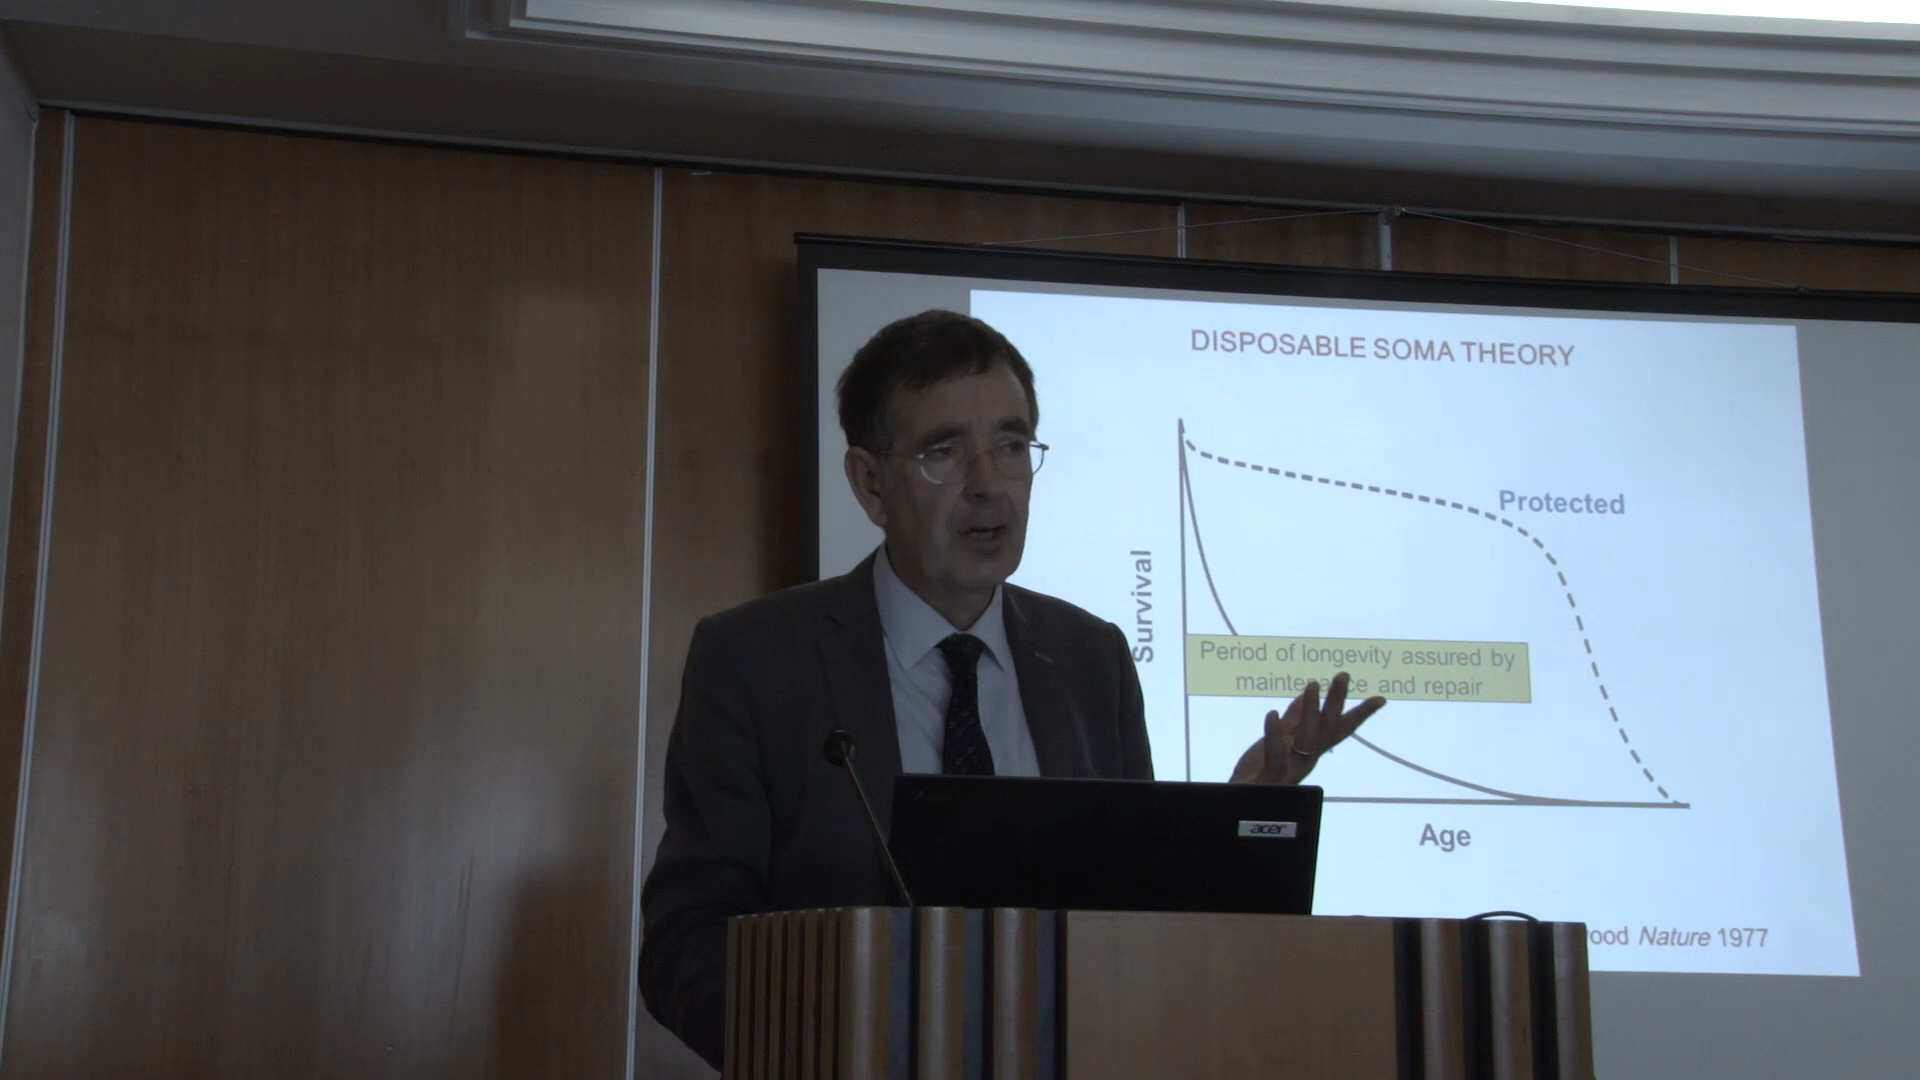 DISPOSABLE SOMA THEORY
Protected
Survival
Period of longevity assured by
maintenance and repair
Age
ood Nature 1977
acer